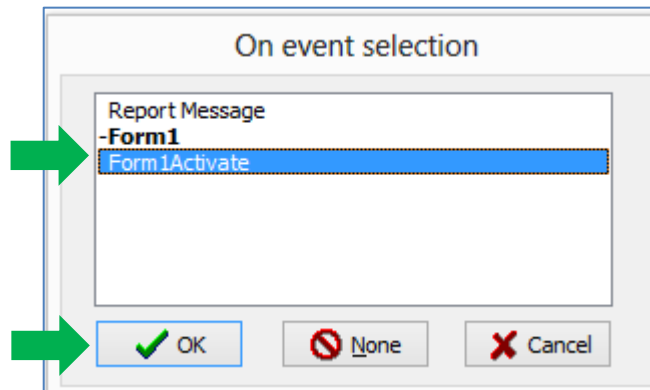 On event selection
Report Message
-Form1
Form1Activate
OK
None
Cancel